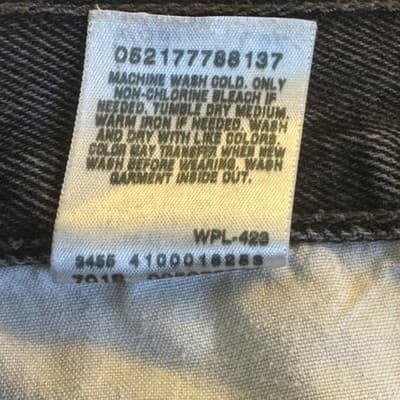 052177788137
MACHINE WASH COLD. ONLY
NON-CHLORINE BLEACH IF
NEEDED. TUMBLE DRY MEDIUM.
WARM IRON IF NEEDED. WASH
AND DRY WITH LIKE COLORS.
COLOR MAY TRANSFER WHEN NEW.
WASH BEFORE WEARING. WASH
GARMENT INSIDE OUT.
WPL-423
3455 4100018253